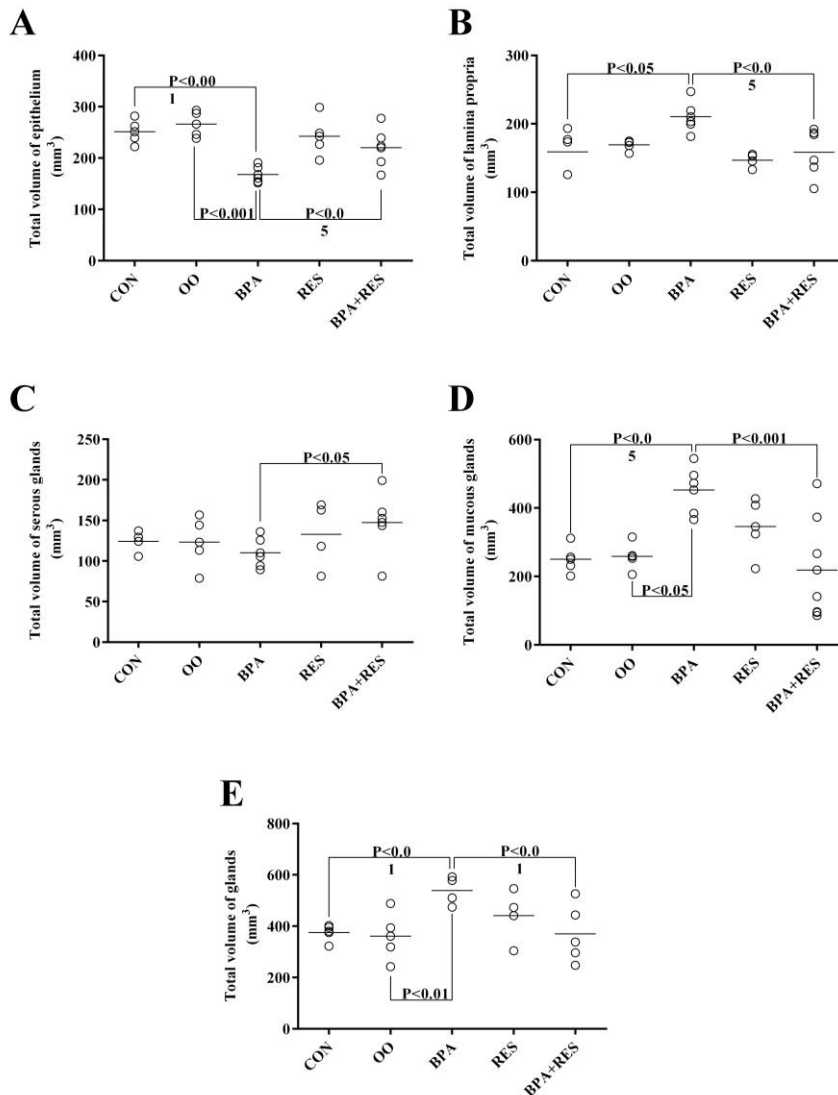 A
Total volume of epithelium
(mm³)
400
300
200
100
0
P<0.00
1
P<0.001
P<0.0
5
CON
OO
BPA
RES
BPA+RES
B
Total volume of lamina propria
(mm³)
300
200
100
0
P<0.05
P<0.0
5
CON
OO
BPA
RES
BPA+RES
C
Total volume of serous glands
(mm³)
250
200
150
100
50
0
P<0.05
CON
OO
BPA
RES
BPA+RES
D
Total volume of mucous glands
(mm³)
600
400
200
0
P<0.0
5
P<0.001
P<0.05
CON
OO
BPA
RES
BPA+RES
E
Total volume of glands
(mm³)
800
600
400
200
0
P<0.0
1
P<0.0
1
P<0.01
CON
OO
BPA
RES
BPA+RES